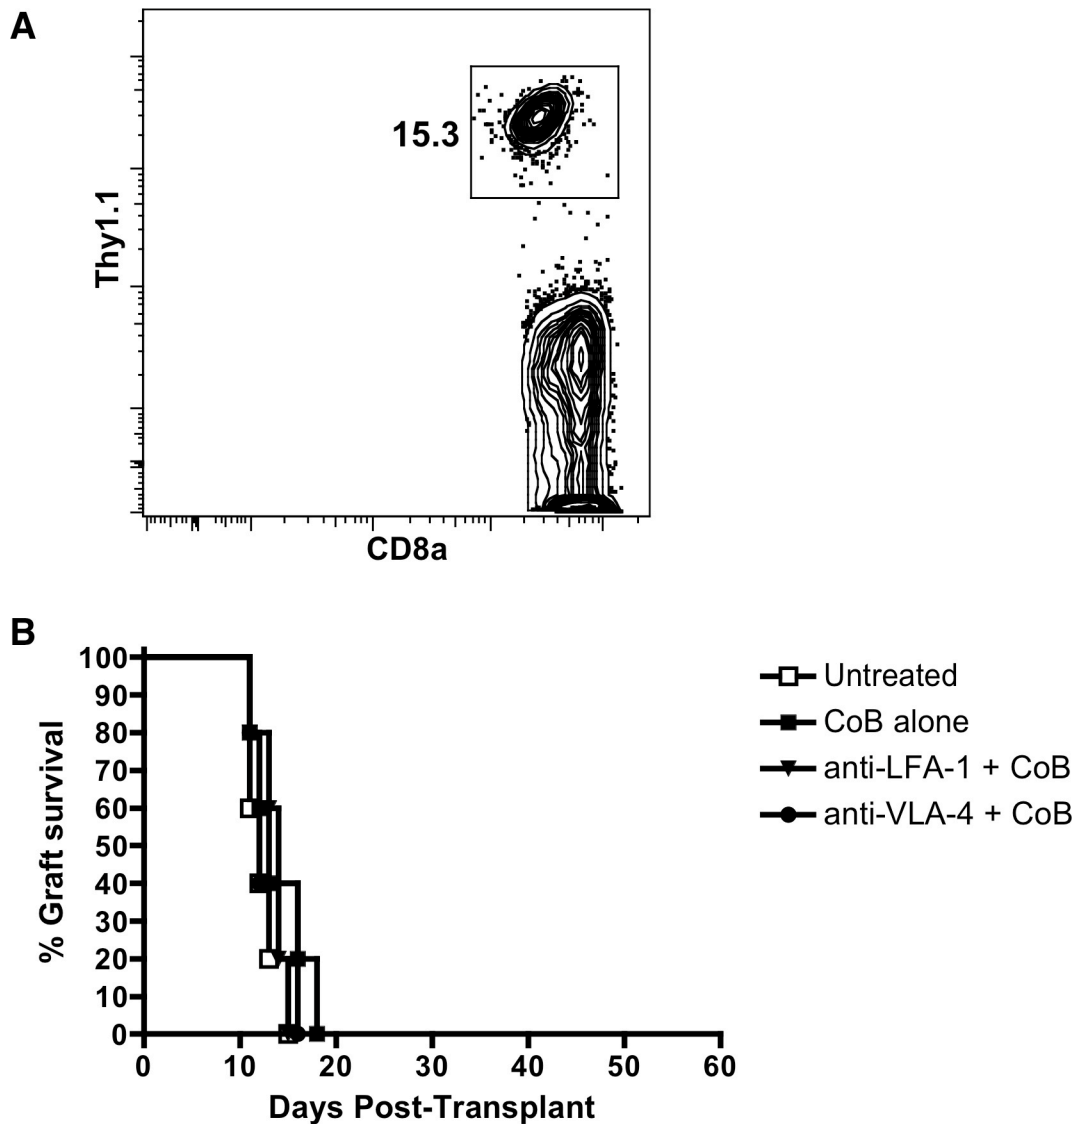 A
15.3
Thy1.1
CD8a
B
100
90
80
70
60
50
40
30
20
10
0
% Graft survival
0 10 20 30 40 50 60
Days Post-Transplant
Untreated
CoB alone
anti-LFA-1 + CoB
anti-VLA-4 + CoB